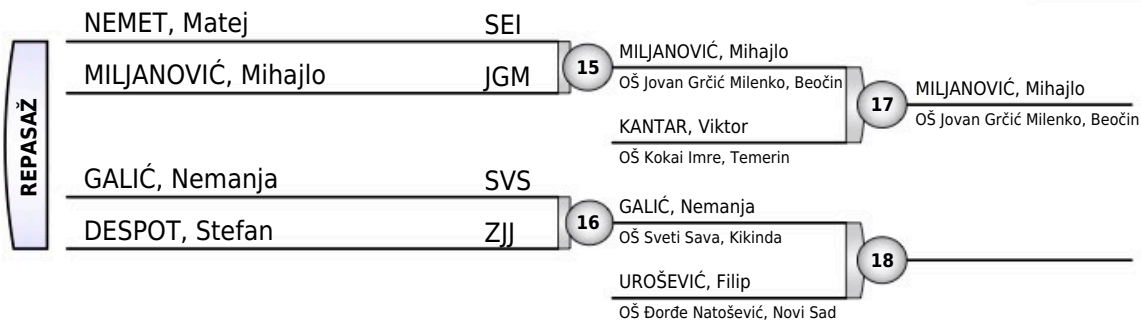 REPASAŽ
NEMET, Matej SEI
MILJANOVIĆ, Mihajlo JGM
GALIĆ, Nemanja SVS
DESPOT, Stefan ZJJ
15
16
MILJANOVIĆ, Mihajlo
OŠ Jovan Grčić Milenko, Beočin
KANTAR, Viktor
OŠ Kokai Imre, Temerin
GALIĆ, Nemanja
OŠ Sveti Sava, Kikinda
UROŠEVIĆ, Filip
OŠ Đorđe Natošević, Novi Sad
17
18
MILJANOVIĆ, Mihajlo
OŠ Jovan Grčić Milenko, Beočin